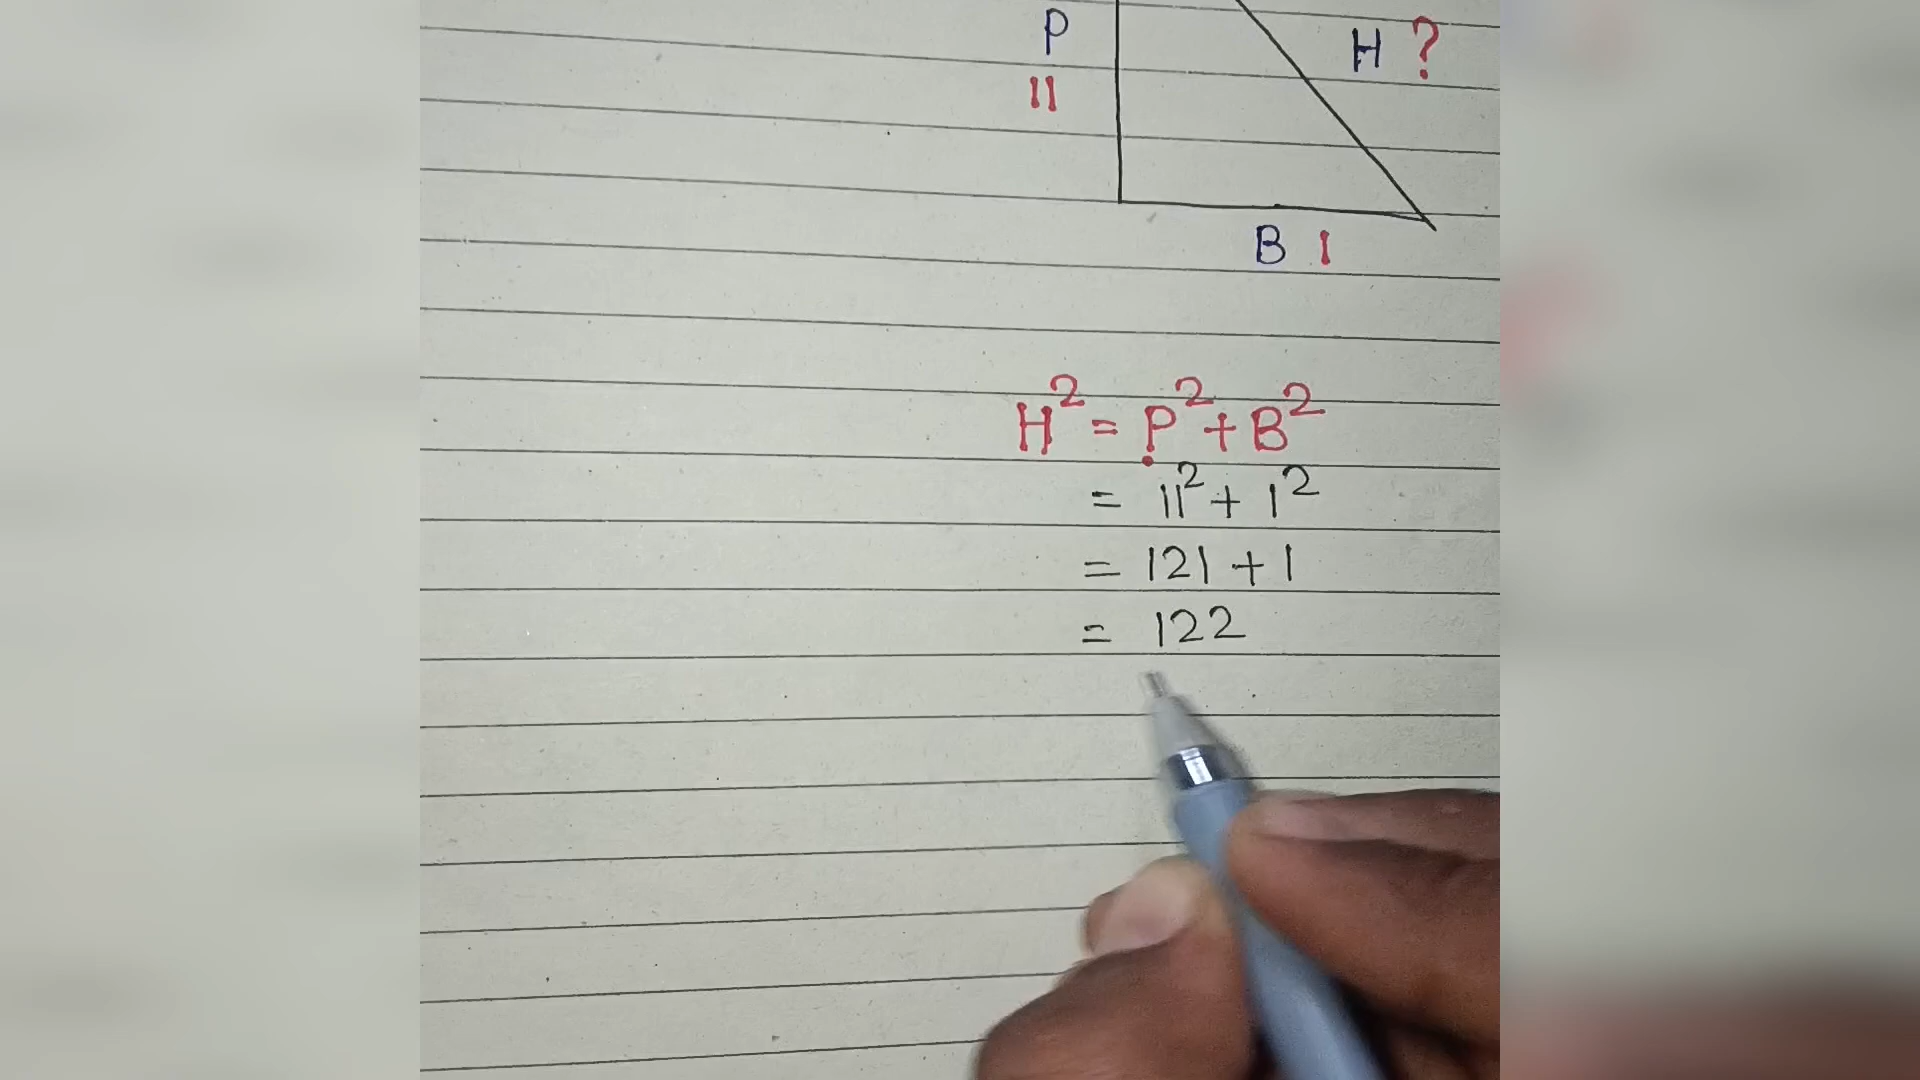 P
H ?
11
B 1
H² = P² + B²
= 11² + 1²
= 121 + 1
= 122